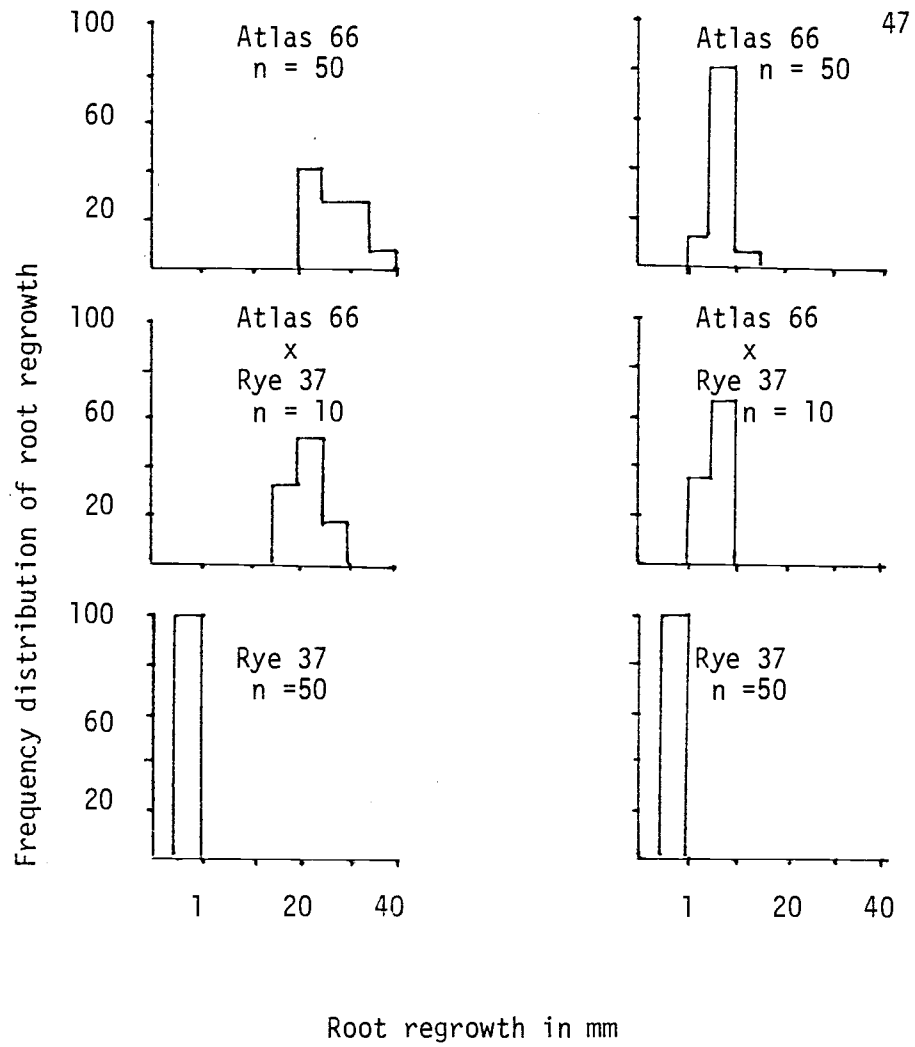 47
Frequency distribution of root regrowth
100
60
20
Atlas 66
n = 50
Atlas 66
n = 50
100
60
20
Atlas 66
x
Rye 37
n = 10
Atlas 66
x
Rye 37
n = 10
100
60
20
Rye 37
n =50
Rye 37
n =50
1 20 40
1 20 40
Root regrowth in mm